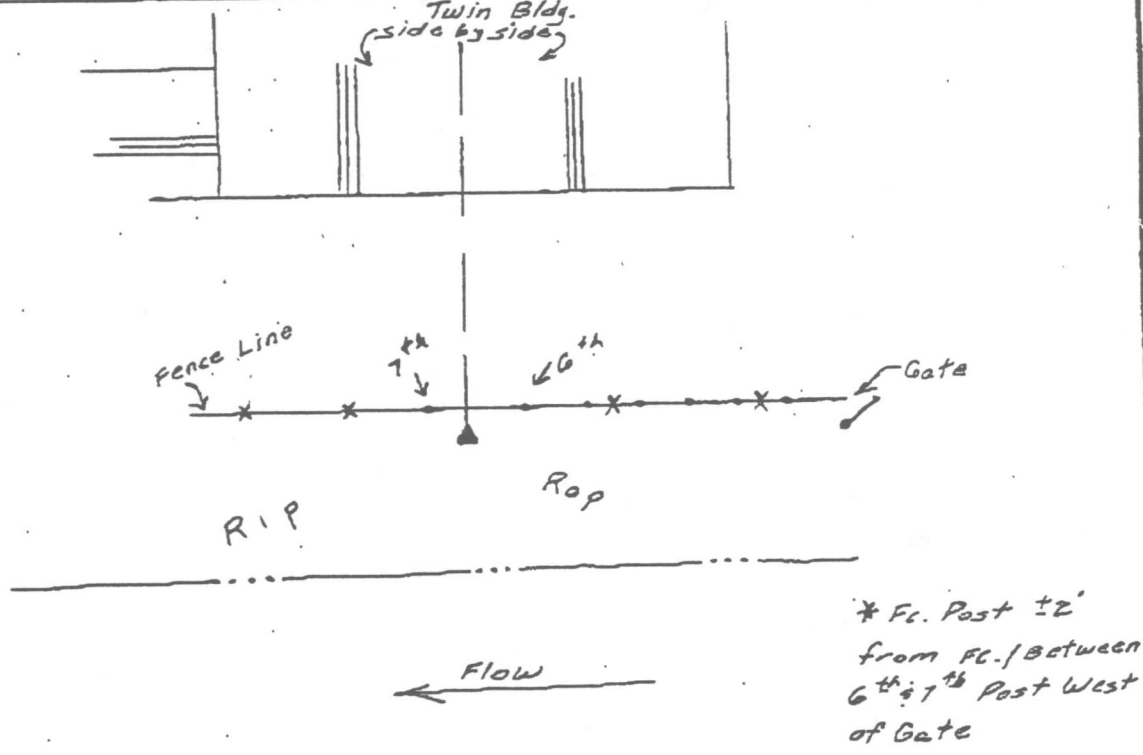 Twin Bldg.
side by side
Fence Line
7th
6th
Gate
Rop
RIP
Flow
* Fc. Post ±2'
from Fc./Between
6th & 7th Post West
of Gate